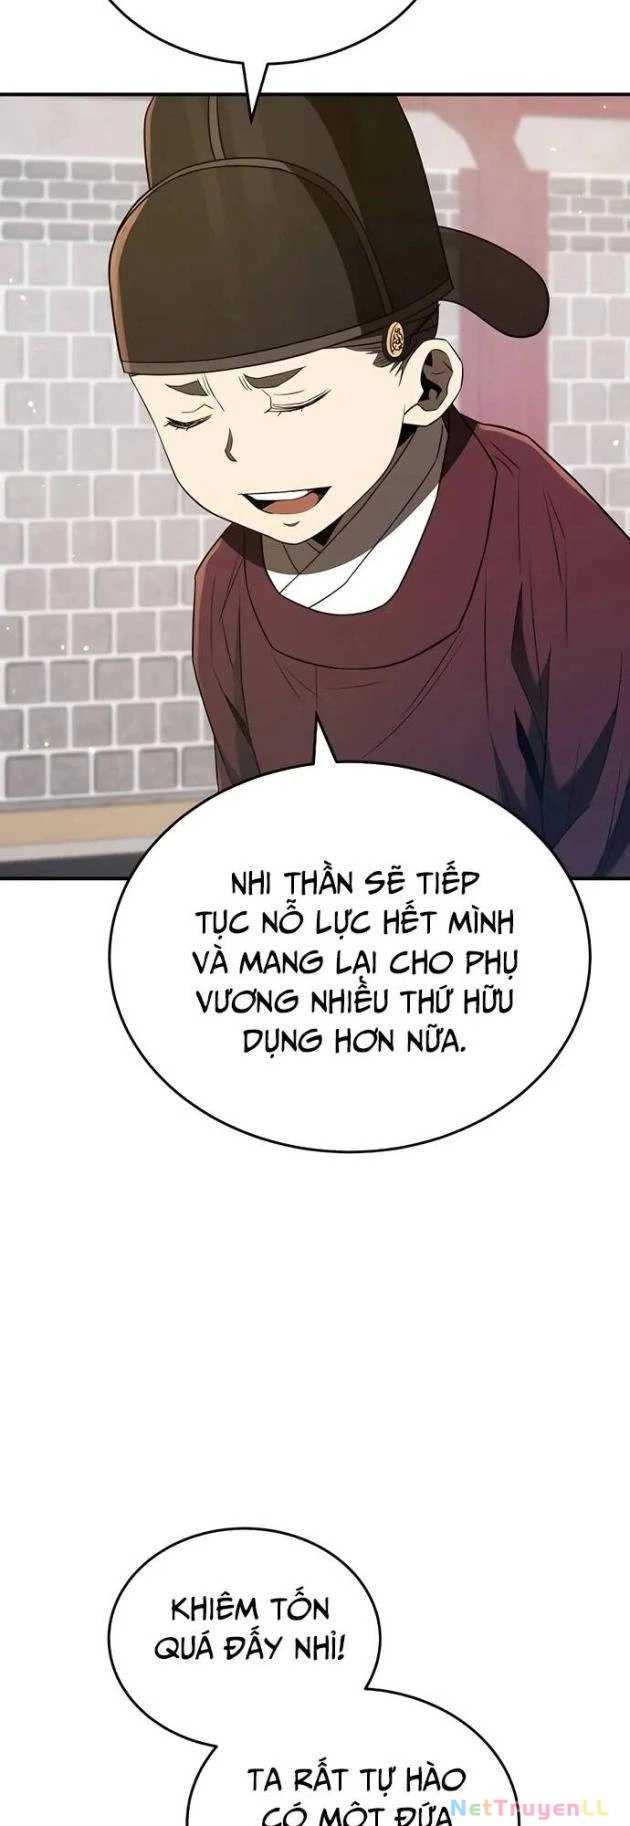 NHI THẦN SẼ TIẾP
TỤC NỖ LỰC HẾT MÌNH
VÀ MANG LẠI CHO PHỤ
VƯƠNG NHIỀU THỨ HỮU
DỤNG HƠN NỮA.
KHIÊM TỐN
QUÁ ĐẤY NHỈ!
TA RẤT TỰ HÀO
CÓ MỘT ĐỨA
NetTruyenLL